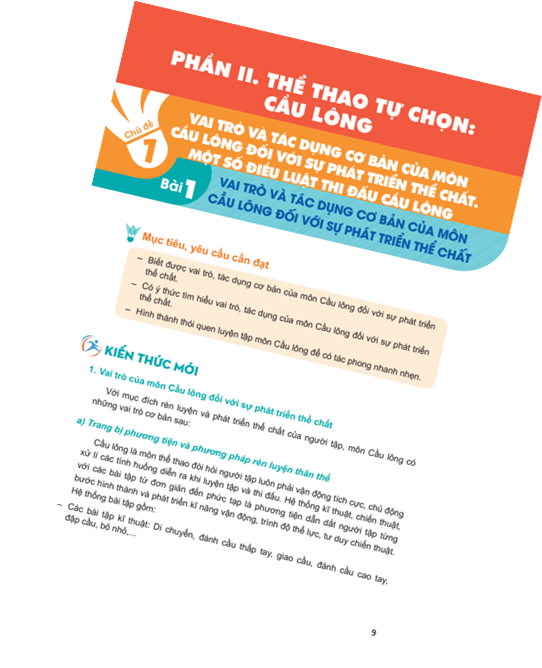 PHẦN II. THỂ THAO TỰ CHỌN:
CẦU LÔNG
Chủ đề
1
VAI TRÒ VÀ TÁC DỤNG CƠ BẢN CỦA MÔN
CẦU LÔNG ĐỐI VỚI SỰ PHÁT TRIỂN THỂ CHẤT.
MỘT SỐ ĐIỀU LUẬT THI ĐẤU CẦU LÔNG
Bài 1
VAI TRÒ VÀ TÁC DỤNG CƠ BẢN CỦA MÔN
CẦU LÔNG ĐỐI VỚI SỰ PHÁT TRIỂN THỂ CHẤT
Mục tiêu, yêu cầu cần đạt
– Biết được vai trò, tác dụng cơ bản của môn Cầu lông đối với sự phát triển
thể chất.
– Có ý thức tìm hiểu vai trò, tác dụng của môn Cầu lông đối với sự phát triển
thể chất.
– Hình thành thói quen luyện tập môn Cầu lông để có tác phong nhanh nhẹn.
KIẾN THỨC MỚI
1. Vai trò của môn Cầu lông đối với sự phát triển thể chất
Với mục đích rèn luyện và phát triển thể chất của người tập, môn Cầu lông có
những vai trò cơ bản sau:
a) Trang bị phương tiện và phương pháp rèn luyện thân thể
Cầu lông là môn thể thao đòi hỏi người tập luôn phải vận động tích cực, chủ động
xử lí các tình huống diễn ra khi luyện tập và thi đấu. Hệ thống kĩ thuật, chiến thuật,
với các bài tập từ đơn giản đến phức tạp là phương tiện dẫn dắt người tập từng
bước hình thành và phát triển kĩ năng vận động, trình độ thể lực, tư duy chiến thuật.
Hệ thống bài tập gồm:
– Các bài tập kĩ thuật: Di chuyển, đánh cầu thấp tay, giao cầu, đánh cầu cao tay,
đập cầu, bỏ nhỏ,...
9